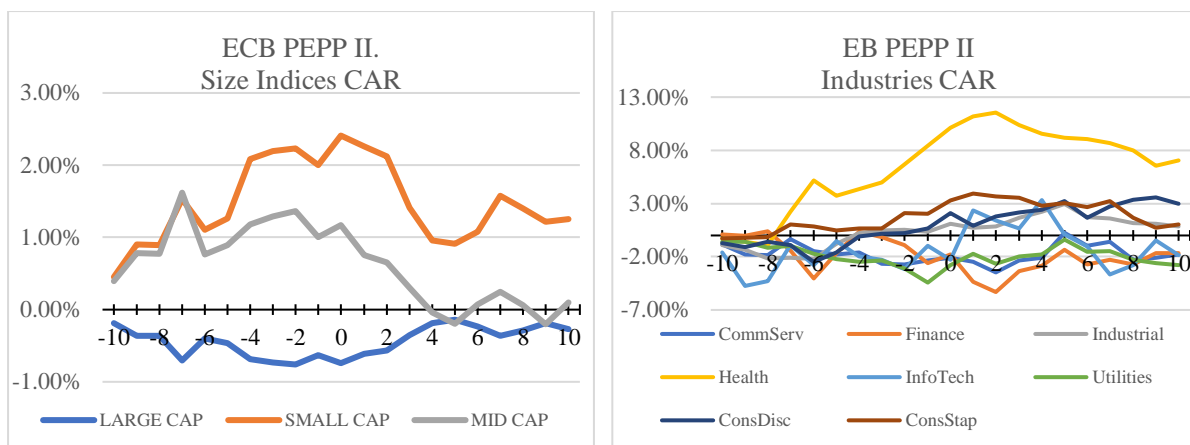 ECB PEPP II.
Size Indices CAR
3.00%
2.00%
1.00%
0.00%
-1.00%
-10 -8 -6 -4 -2 0 2 4 6 8 10
LARGE CAP SMALL CAP MID CAP
EB PEPP II
Industries CAR
13.00%
8.00%
3.00%
-2.00%
-7.00%
-10 -8 -6 -4 -2 0 2 4 6 8 10
CommServ Finance Industrial
Health InfoTech Utilities
ConsDisc ConsStap